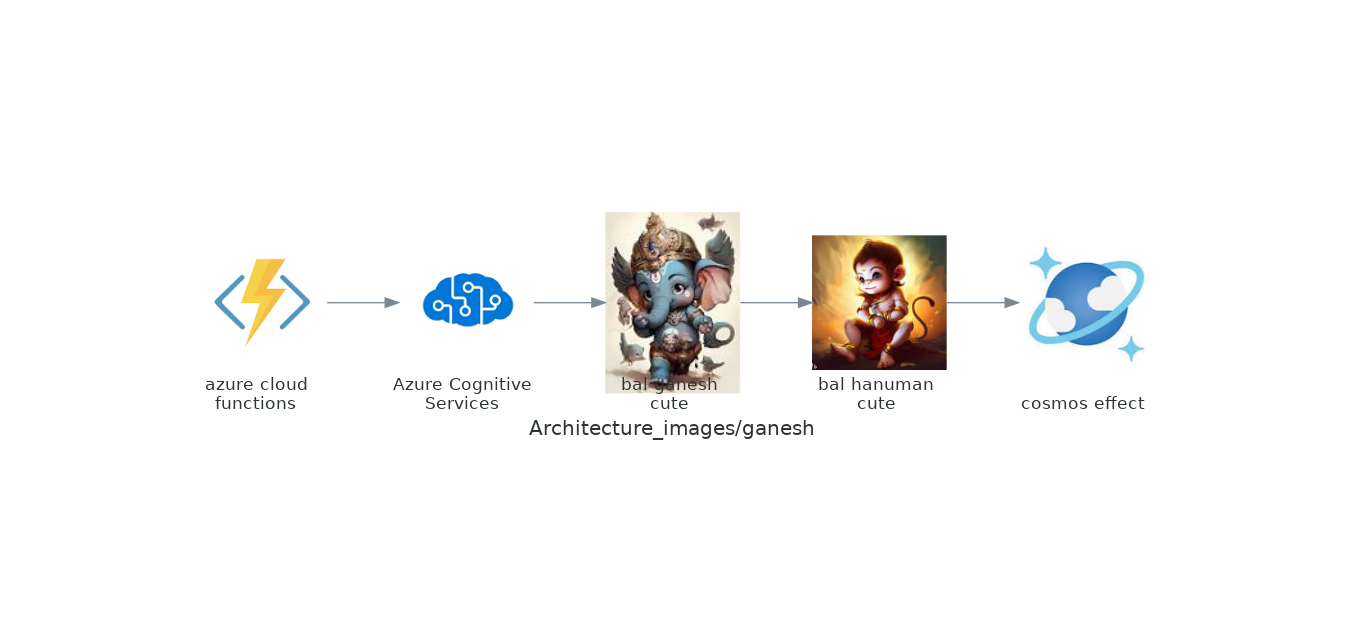 azure cloud
functions
Azure Cognitive
Services
bal ganesh
cute
bal hanuman
cute
cosmos effect
Architecture_images/ganesh